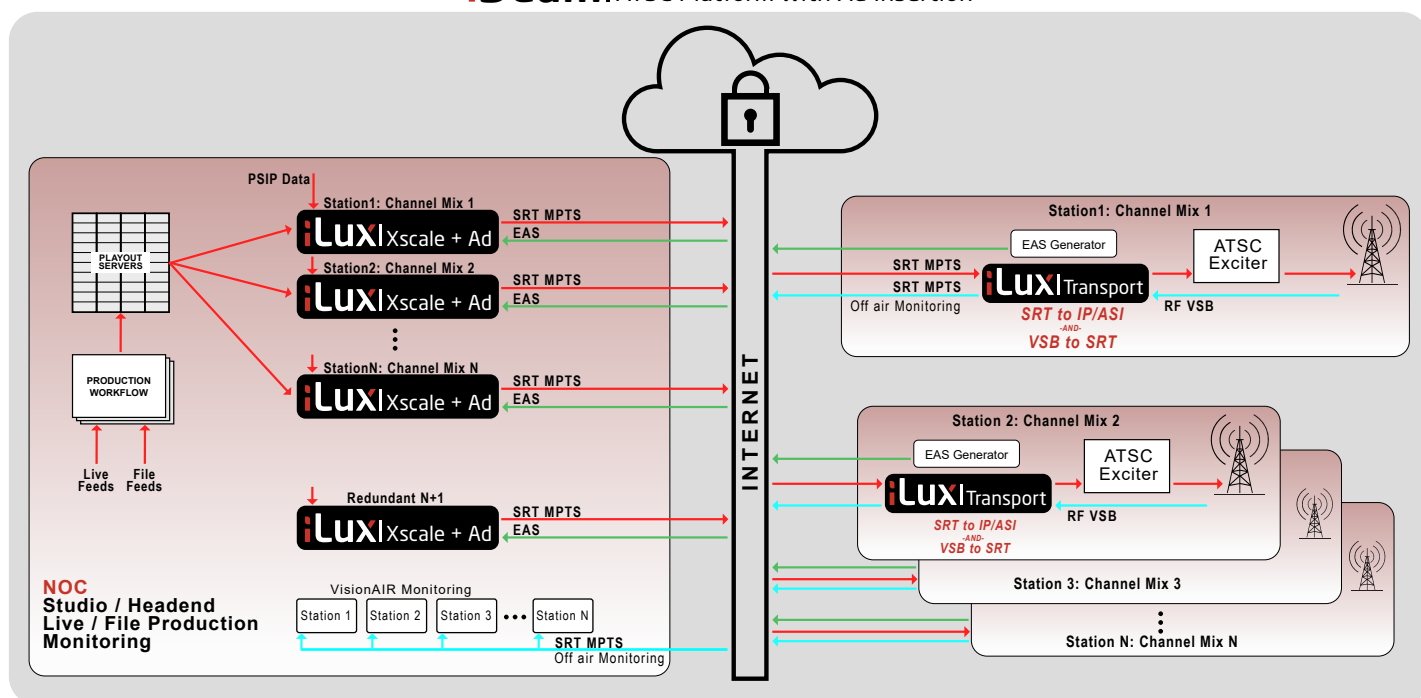 PSIP Data
Station1: Channel Mix 1
iLux Xscale + Ad
SRT MPTS
EAS
PLAYOUT
SERVERS
Station2: Channel Mix 2
iLux Xscale + Ad
SRT MPTS
EAS
StationN: Channel Mix N
iLux Xscale + Ad
SRT MPTS
EAS
PRODUCTION
WORKFLOW
Live
Feeds
File
Feeds
Redundant N+1
iLux Xscale + Ad
SRT MPTS
EAS
NOC
Studio / Headend
Live / File Production
Monitoring
VisionAIR Monitoring
Station 1
Station 2
Station 3
Station N
SRT MPTS
Off air Monitoring
INTERNET
Station1: Channel Mix 1
EAS Generator
ATSC
Exciter
SRT MPTS
iLux Transport
SRT MPTS
Off air Monitoring
RF VSB
SRT to IP/ASI
-AND-
VSB to SRT
Station 2: Channel Mix 2
EAS Generator
ATSC
Exciter
iLux Transport
RF VSB
SRT to IP/ASI
-AND-
VSB to SRT
Station 3: Channel Mix 3
Station N: Channel Mix N